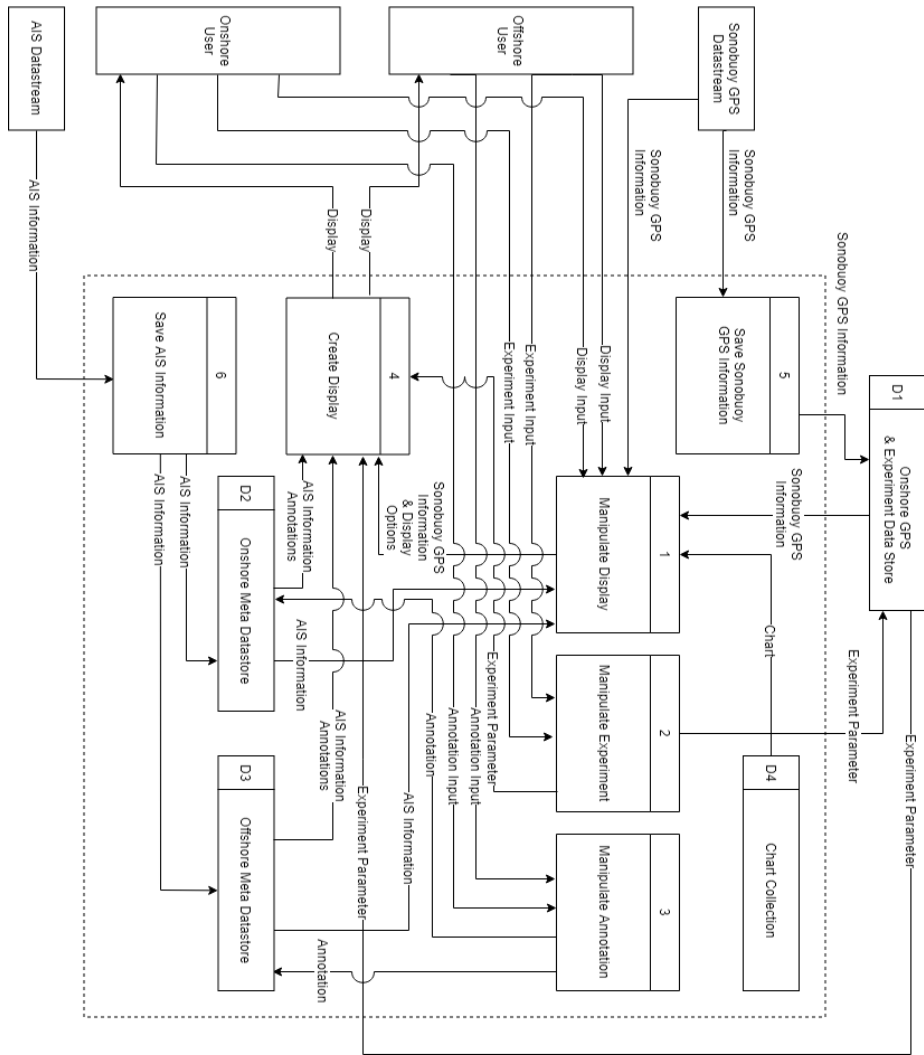 AIS Datastream
Onshore
User
Offshore
User
Sonobuoy GPS
Datastream
AIS Information
Display
Display
Sonobuoy GPS
Information
Sonobuoy GPS
Information
Sonobuoy GPS Information
6
Save AIS Information
4
Create Display
Experiment Input
Experiment Input
Display Input
Display Input
5
Save Sonobuoy
GPS Information
D1
Onshore GPS
& Experiment Data Store
AIS Information
AIS Information
D2
Onshore Meta Datastore
AIS Information
Annotations
Sonobuoy GPS
Information
& Display
Options
1
Manipulate Display
Sonobuoy GPS
Information
Chart
AIS Information
AIS Information
Annotations
Experiment Parameter
AIS Information
Annotation
Annotation Input
Annotation Input
Experiment Parameter
2
Manipulate Experiment
Experiment Parameter
Experiment Parameter
D3
Offshore Meta Datastore
Annotation
3
Manipulate Annotation
D4
Chart Collection